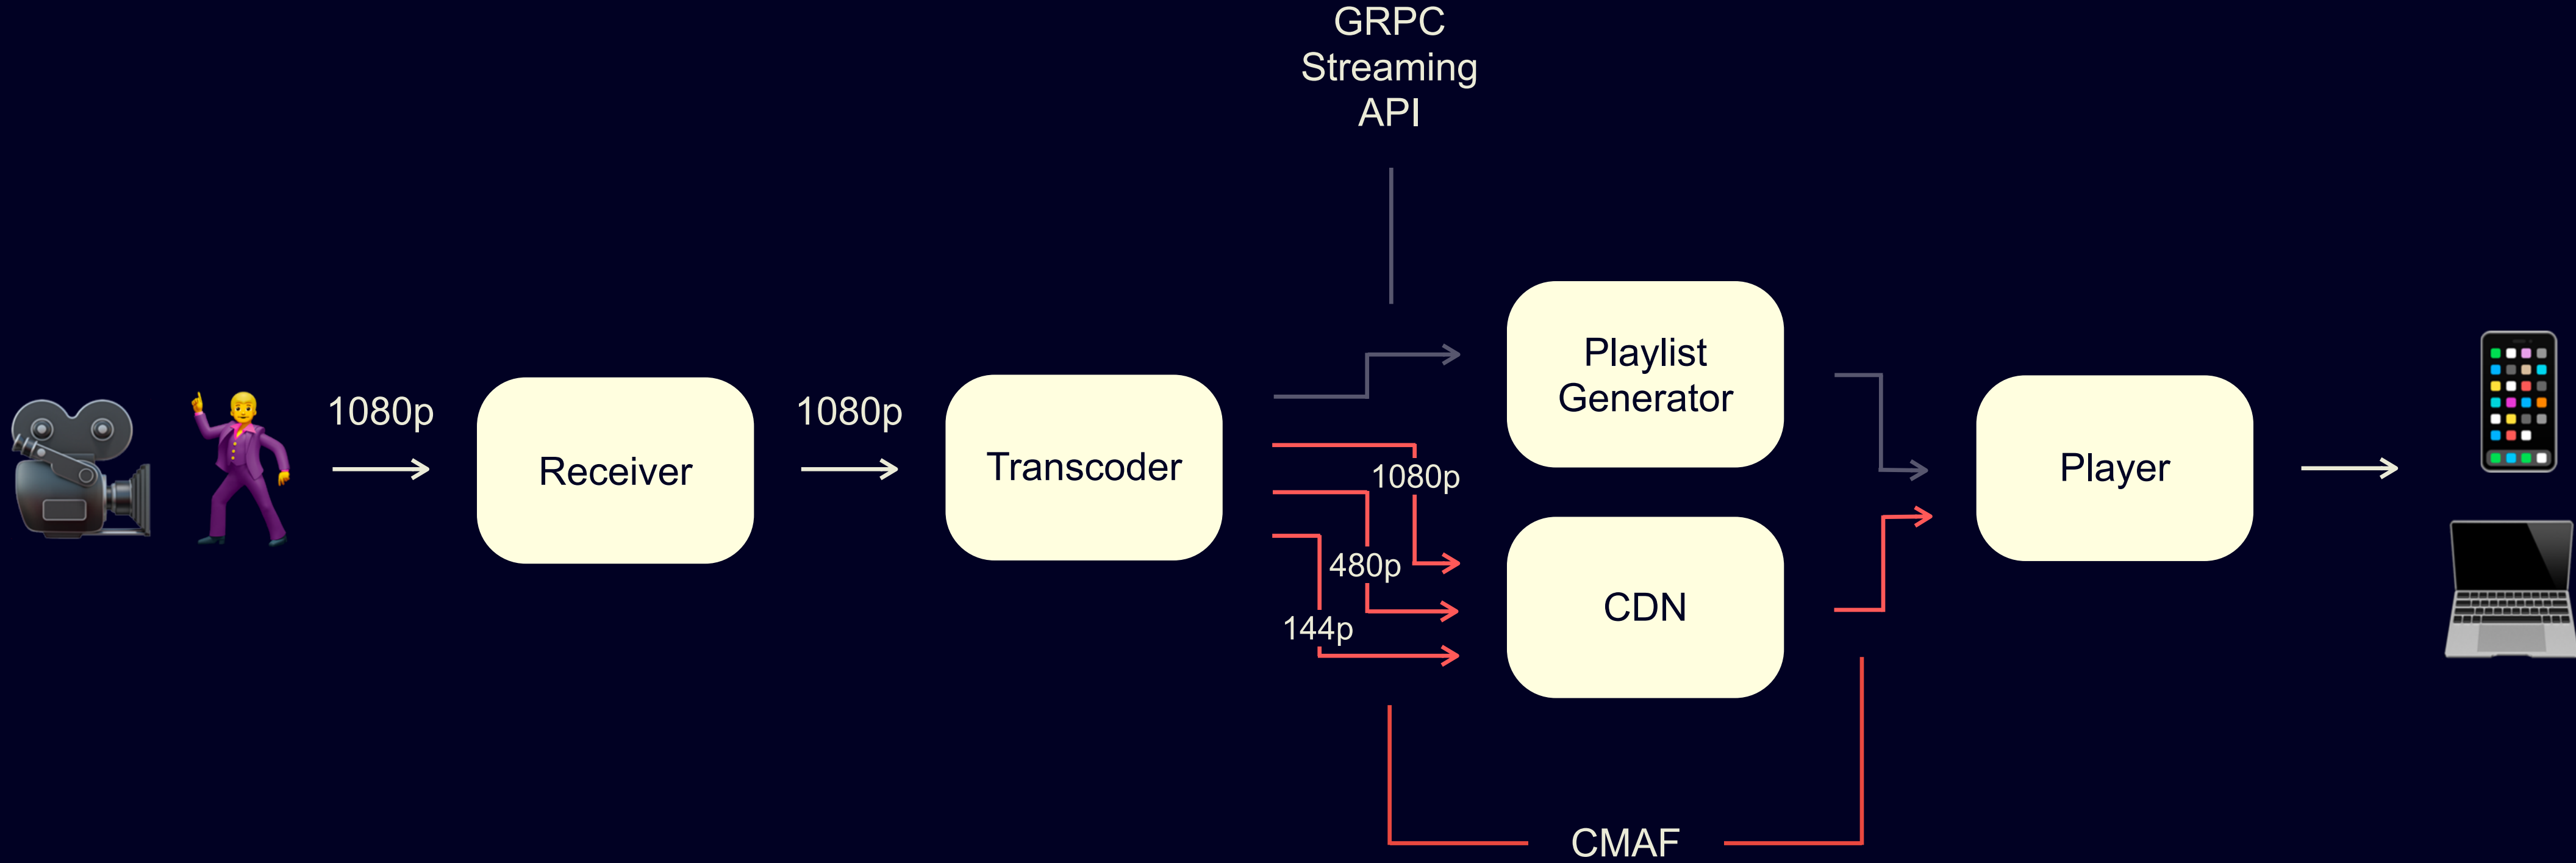 GRPC
Streaming
API
1080p
Receiver
1080p
Transcoder
1080p
480p
144p
Playlist
Generator
CDN
Player
CMAF